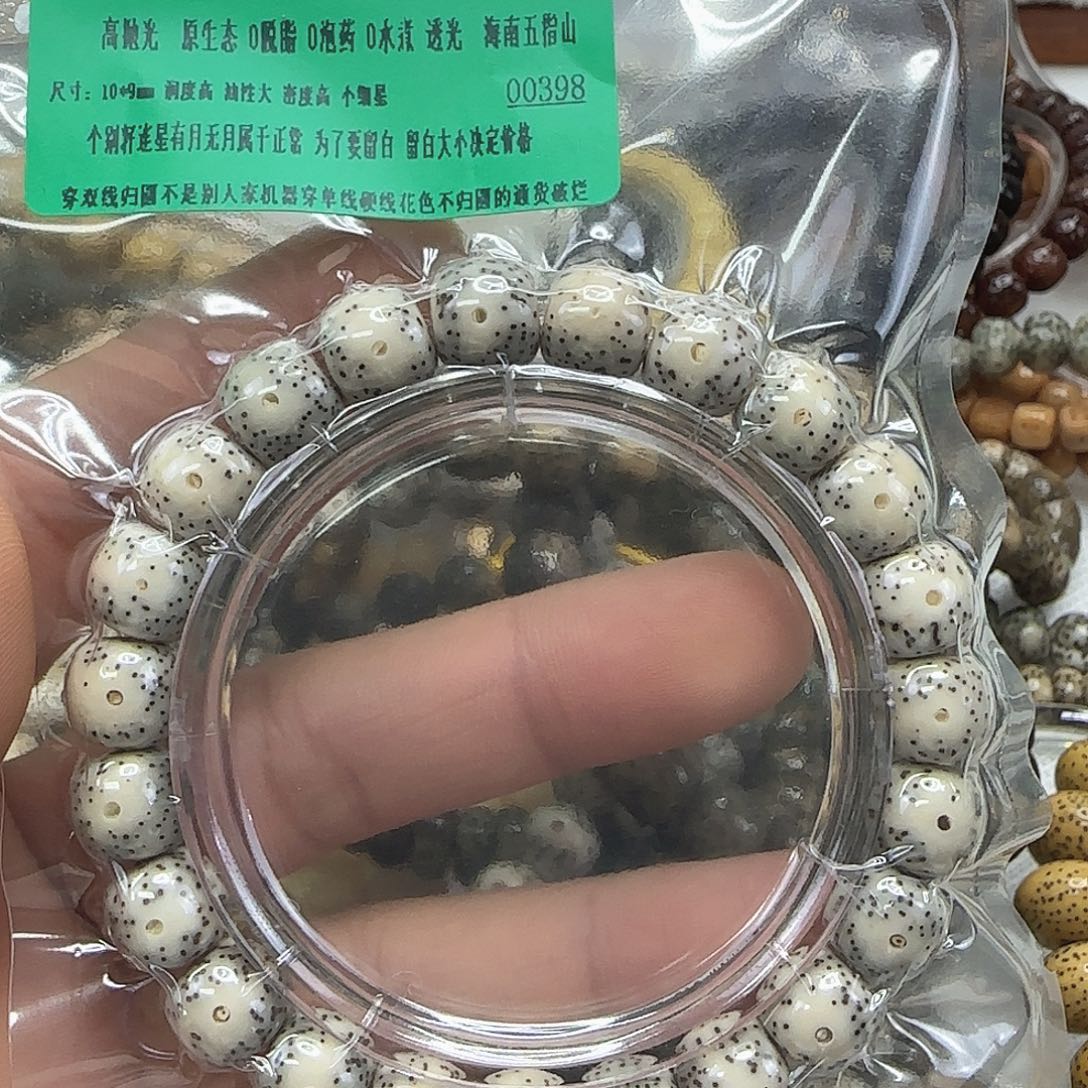 高抛光 原生态 0脱脂 0泡药 0水渍 透光 海南五指山
尺寸：10*9mm 润度高 油性大 密度高 个细星 00398
个别籽连星有月无月属于正常 为了要留白 留白大小决定价格
穿双线归圆不是别人家机器穿单线硬线花色不归圆的通货破烂